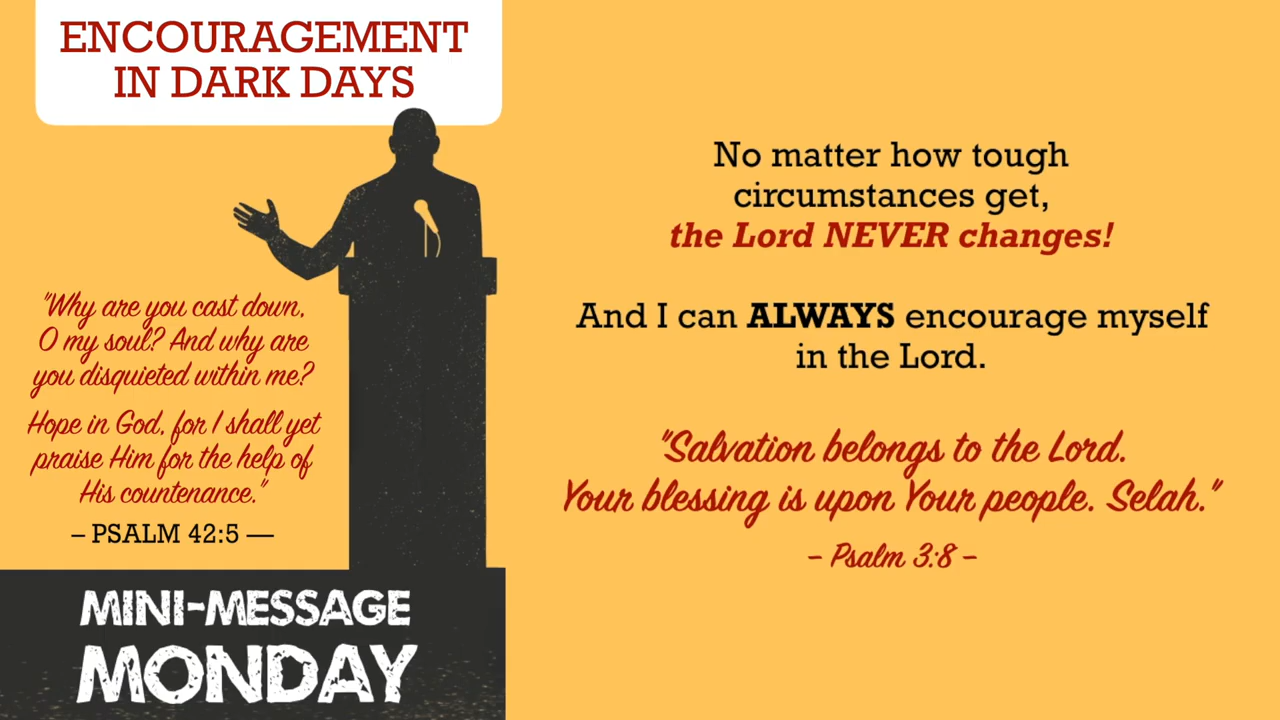 ENCOURAGEMENT
IN DARK DAYS
"Why are you cast down,
O my soul? And why are
you disquieted within me?
Hope in God, for I shall yet
praise Him for the help of
His countenance."
– PSALM 42:5 —
MINI-MESSAGE
MONDAY
No matter how tough
circumstances get,
the Lord NEVER changes!
And I can ALWAYS encourage myself
in the Lord.
"Salvation belongs to the Lord.
Your blessing is upon Your people. Selah."
– Psalm 3:8 –